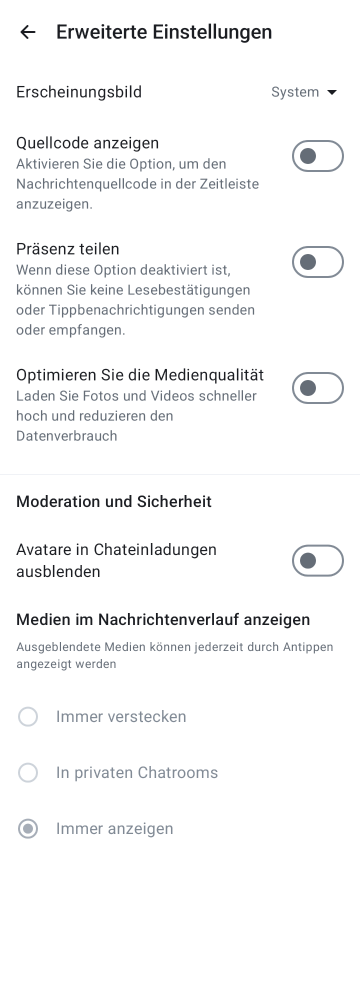 Erweiterte Einstellungen
Erscheinungsbild
System
Quellcode anzeigen
Aktivieren Sie die Option, um den
Nachrichtenquellcode in der Zeitleiste
anzuzeigen.
Präsenz teilen
Wenn diese Option deaktiviert ist,
können Sie keine Lesebestätigungen
oder Tippbenachrichtigungen senden
oder empfangen.
Optimieren Sie die Medienqualität
Laden Sie Fotos und Videos schneller
hoch und reduzieren den
Datenverbrauch
Moderation und Sicherheit
Avatare in Chateinladungen
ausblenden
Medien im Nachrichtenverlauf anzeigen
Ausgeblendete Medien können jederzeit durch Antippen
angezeigt werden
Immer verstecken
In privaten Chatrooms
Immer anzeigen